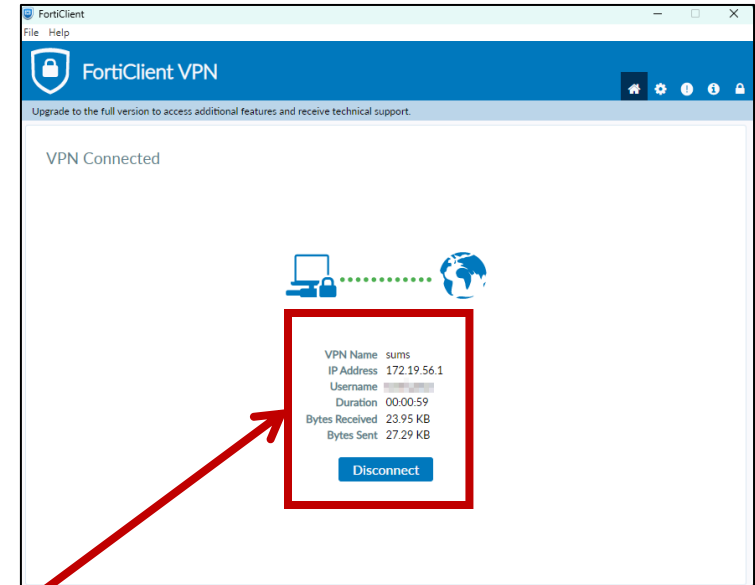 FortiClient
File Help
FortiClient VPN
Upgrade to the full version to access additional features and receive technical support.
VPN Connected
VPN Name sums
IP Address 172.19.56.1
Username
Duration 00:00:59
Bytes Received 23.95 KB
Bytes Sent 27.29 KB
Disconnect